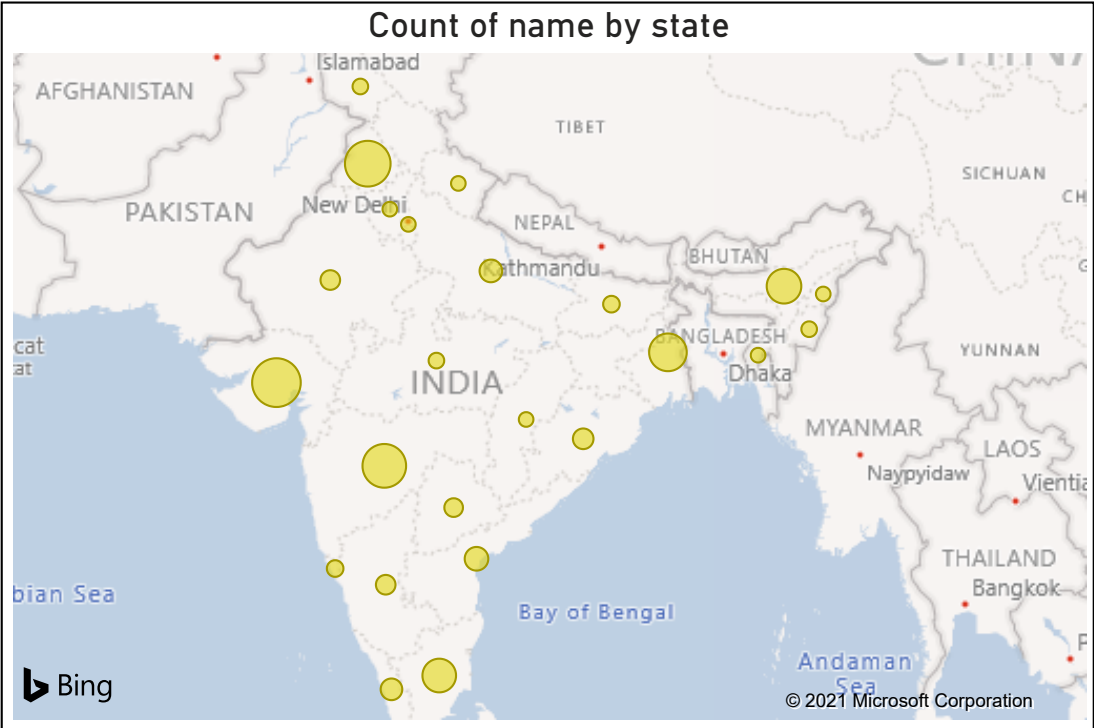 Count of name by state
CHINA
Islamabad
AFGHANISTAN
TIBET
SICHUAN
CH
PAKISTAN
New Delhi
NEPAL
BHUTAN
Kathmandu
G
BANGLADESH
cat
at
Dhaka
YUNNAN
INDIA
MYANMAR
LAOS
Naypyidaw
Vientia
THAILAND
Bangkok
bian Sea
Bay of Bengal
P
Andaman
Sea
Bing
© 2021 Microsoft Corporation